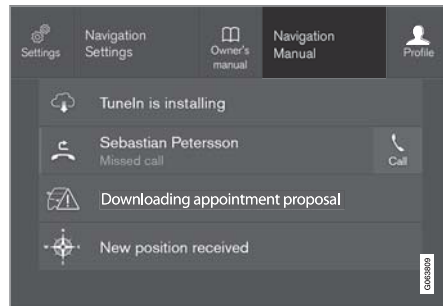 Settings
Navigation
Settings
Owner's
manual
Navigation
Manual
Profile
TuneIn is installing
Sebastian Petersson
Missed call
Call
Downloading appointment proposal
New position received
G063809